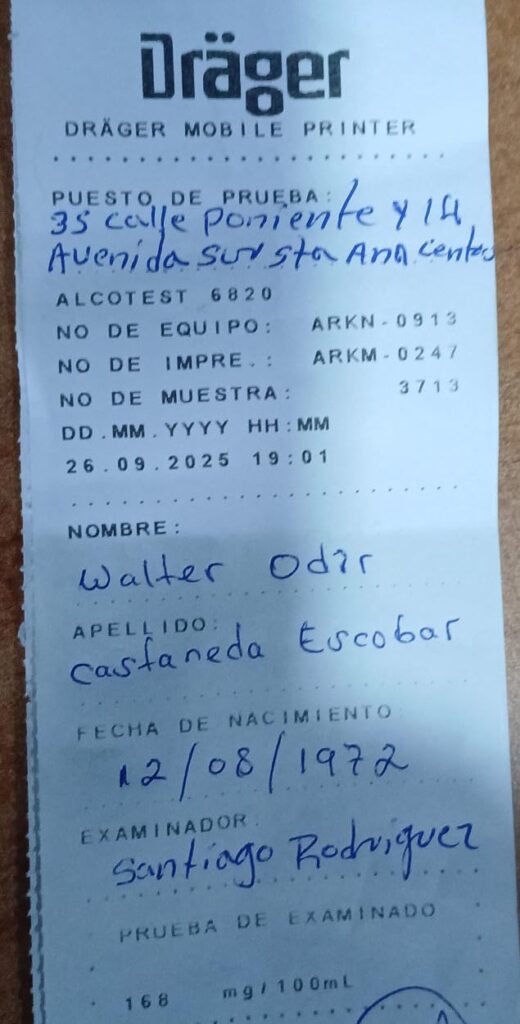 Dräger
DRÄGER MOBILE PRINTER
PUESTO DE PRUEBA:
35 calle poniente y 14
Avenida sur sta Ana centro
ALCOTEST 6820
NO DE EQUIPO: ARKN-0913
NO DE IMPRE.: ARKM-0247
NO DE MUESTRA: 3713
DD.MM.YYYY HH:MM
26.09.2025 19:01
NOMBRE:
Walter Odir
APELLIDO:
Castaneda Escobar
FECHA DE NACIMIENTO
12/08/1972
EXAMINADOR.
Santiago Rodriguez
PRUEBA DE EXAMINADO
168 mg/100mL